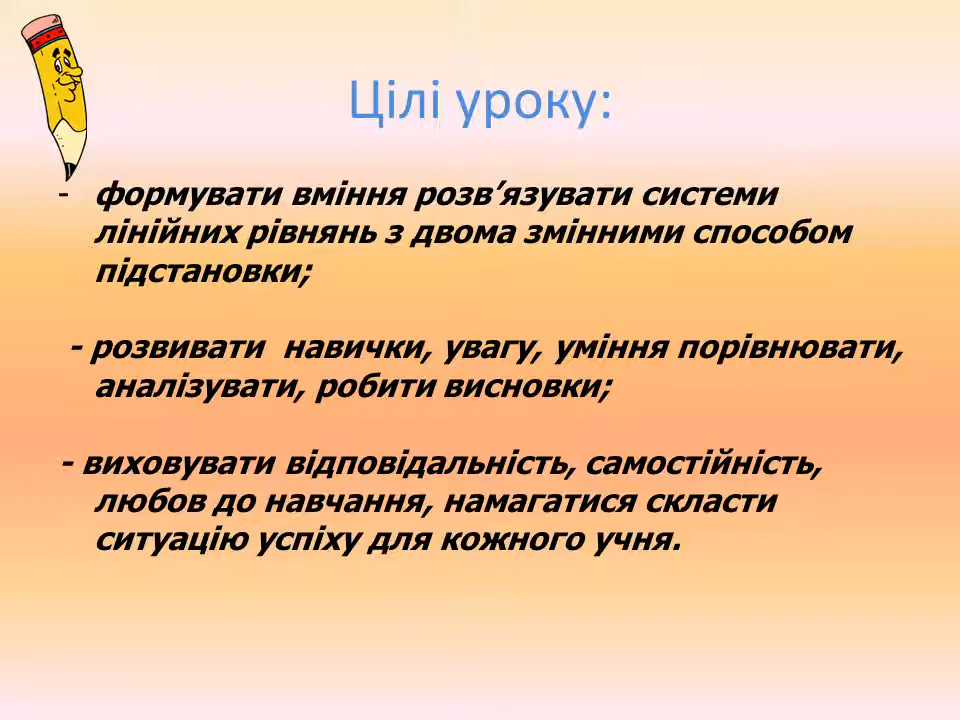 Цілі уроку:
- формувати вміння розв’язувати системи
лінійних рівнянь з двома змінними способом
підстановки;
- розвивати  навички, увагу, уміння порівнювати,
аналізувати, робити висновки;
- виховувати відповідальність, самостійність,
любов до навчання, намагатися скласти
ситуацію успіху для кожного учня.